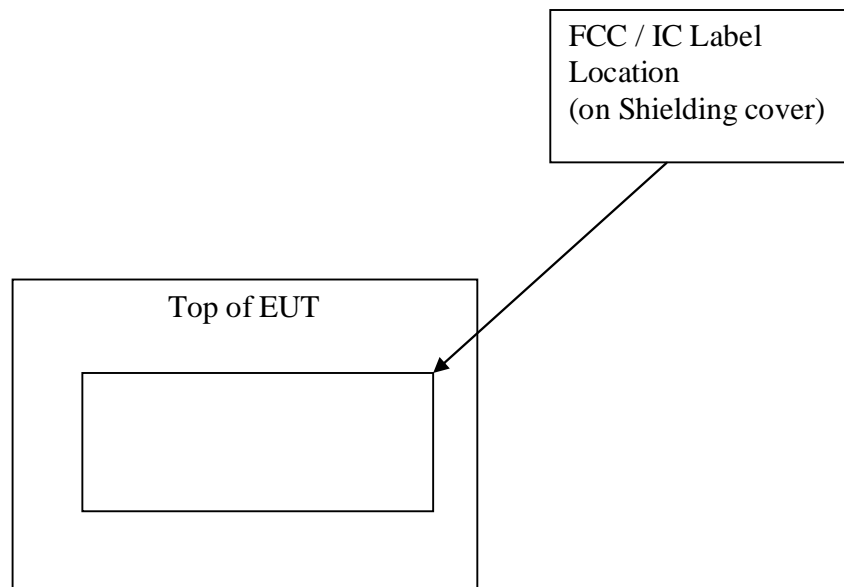 FCC / IC Label
Location
(on Shielding cover)
Top of EUT